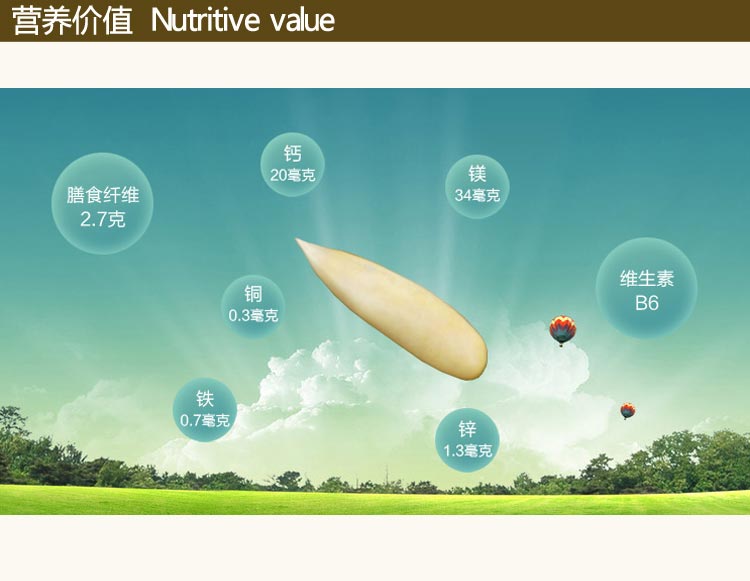 营养价值 Nutritive value
钙
20毫克
镁
34毫克
膳食纤维
2.7克
维生素
B6
铜
0.3毫克
铁
0.7毫克
锌
1.3毫克